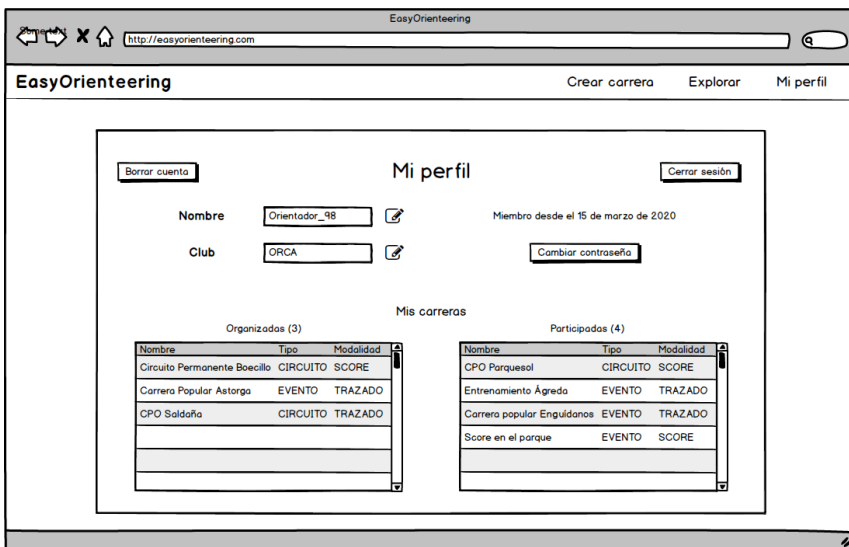 EasyOrienteering
Some text
http://easyorienteering.com
EasyOrienteering Crear carrera Explorar Mi perfil
Borrar cuenta Mi perfil Cerrar sesión
Nombre Orientador_98 Miembro desde el 15 de marzo de 2020
Club ORCA Cambiar contraseña
Mis carreras
Organizadas (3) Participadas (4)
Nombre Tipo Modalidad Nombre Tipo Modalidad
Circuito Permanente Boecillo CIRCUITO SCORE CPO Parquesol CIRCUITO SCORE
Carrera Popular Astorga EVENTO TRAZADO Entrenamiento Ágreda EVENTO TRAZADO
CPO Saldaña CIRCUITO TRAZADO Carrera popular Enguídanos EVENTO TRAZADO
Score en el parque EVENTO SCORE